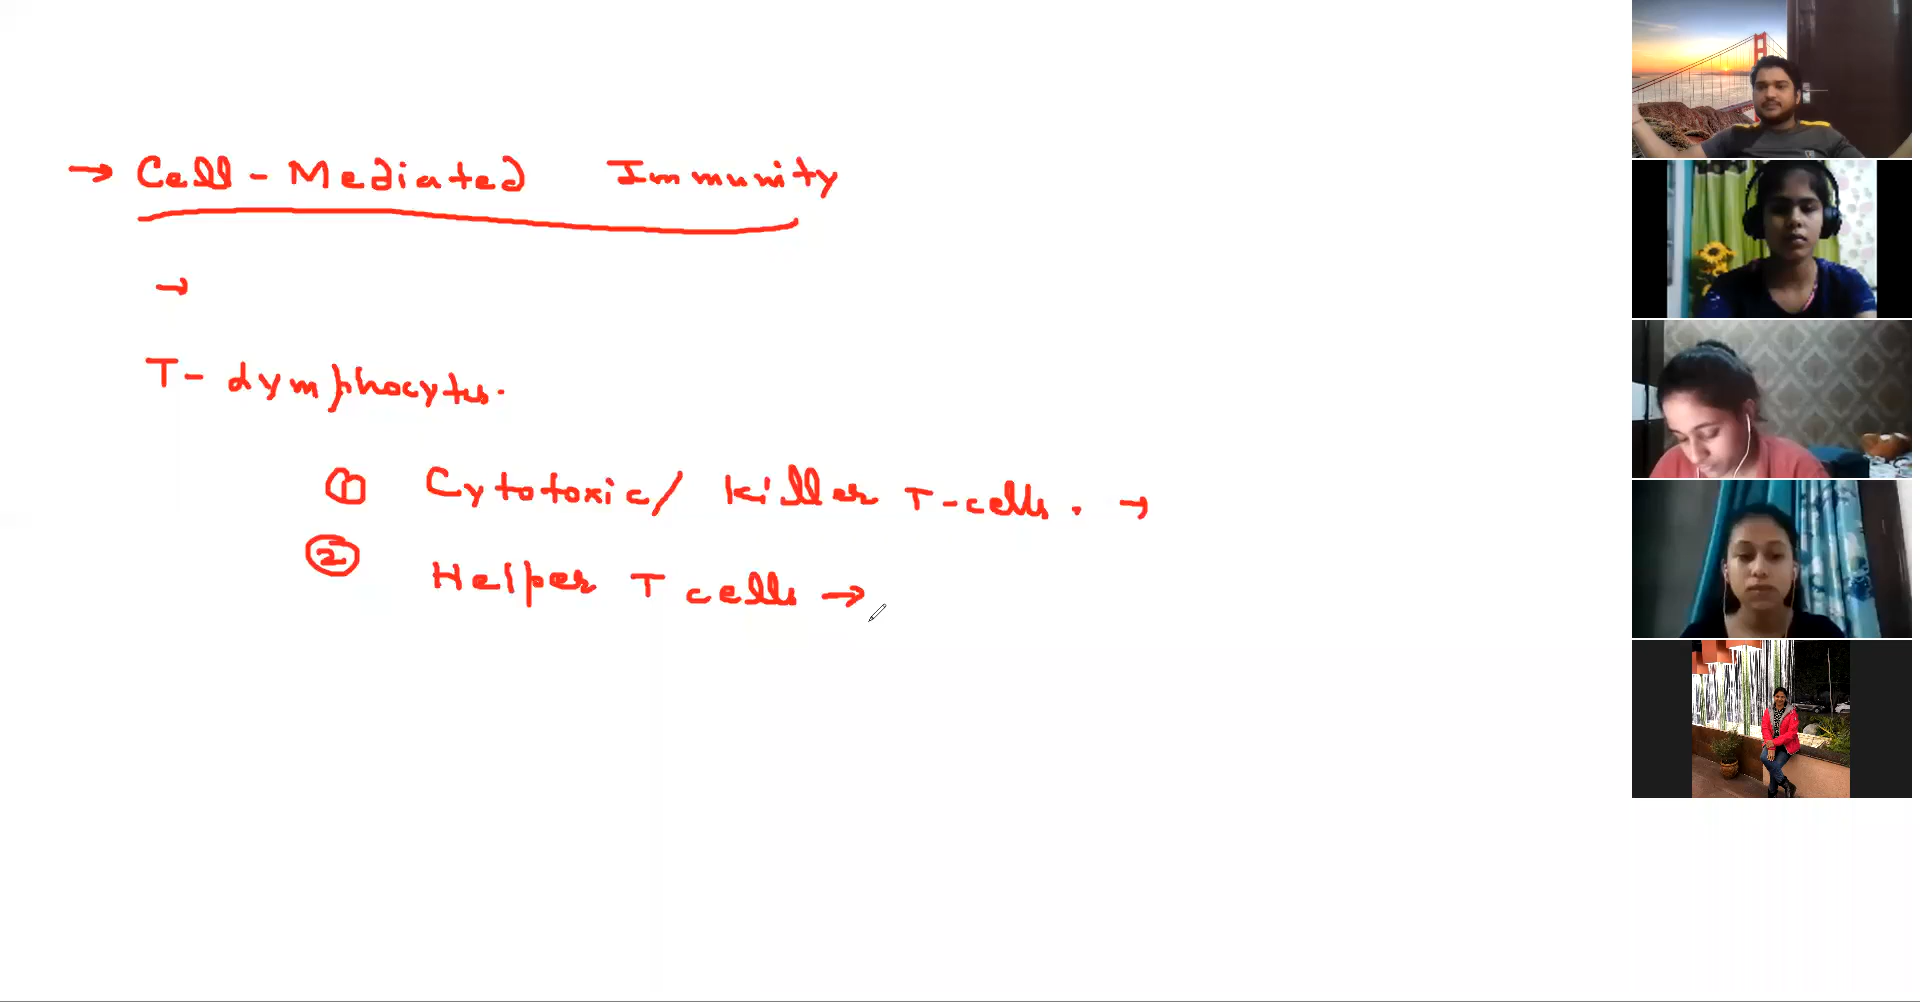 → Cell - Mediated Immunity
→
T - Lymphocytes.
① Cytotoxic / Killer T - cells. →
② Helper T cells →